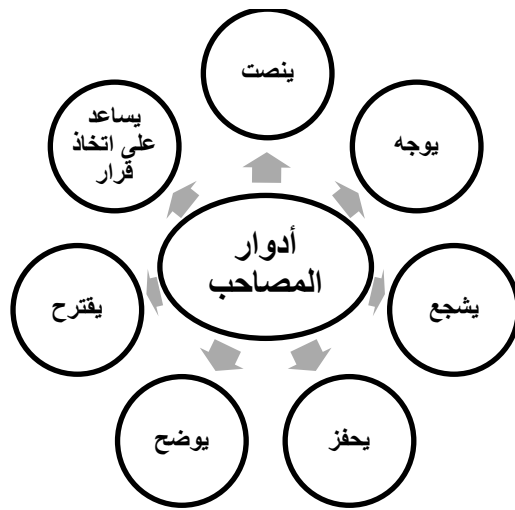 أدوار
المصاحب
ينصت
يوجه
يشجع
يحفز
يوضح
يقترح
يساعد
على اتخاذ
قرار